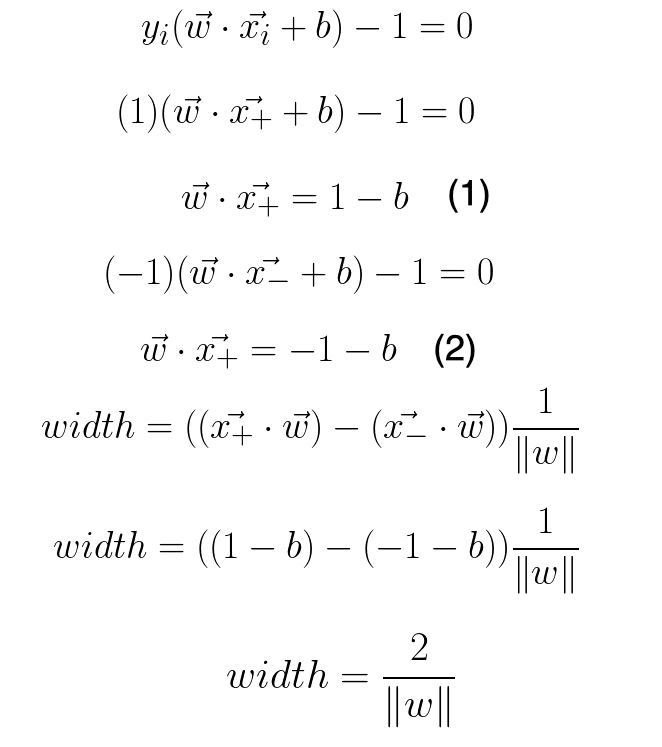 $y_i(\vec{w} \cdot \vec{x_i} + b) - 1 = 0$
$(1)(\vec{w} \cdot \vec{x_+} + b) - 1 = 0$
$\vec{w} \cdot \vec{x_+} = 1 - b$ (1)
$(-1)(\vec{w} \cdot \vec{x_-} + b) - 1 = 0$
$\vec{w} \cdot \vec{x_+} = -1 - b$ (2)
$width = ((\vec{x_+} \cdot \vec{w}) - (\vec{x_-} \cdot \vec{w}))\frac{1}{\|w\|}$
$width = ((1 - b) - (-1 - b))\frac{1}{\|w\|}$
$width = \frac{2}{\|w\|}$